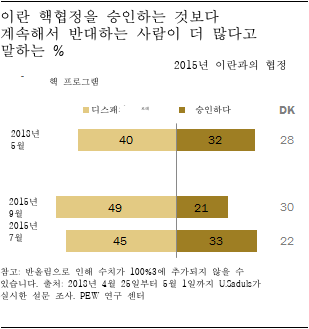 이란 핵협정을 승인하는 것보다
계속해서 반대하는 사람이 더 많다고
말하는 %
2015년 이란과의 협정
핵 프로그램
디스패:
승인하다
DK
2018년
5월
40
32
28
2015년
9월
49
21
30
2015년
7월
45
33
22
참고: 반올림으로 인해 수치가 100%3에 추가되지 않을 수
있습니다. 출처: 2018년 4월 25일부터 5월 1일까지 U.Sadults가
실시한 설문 조사. PEW 연구 센터